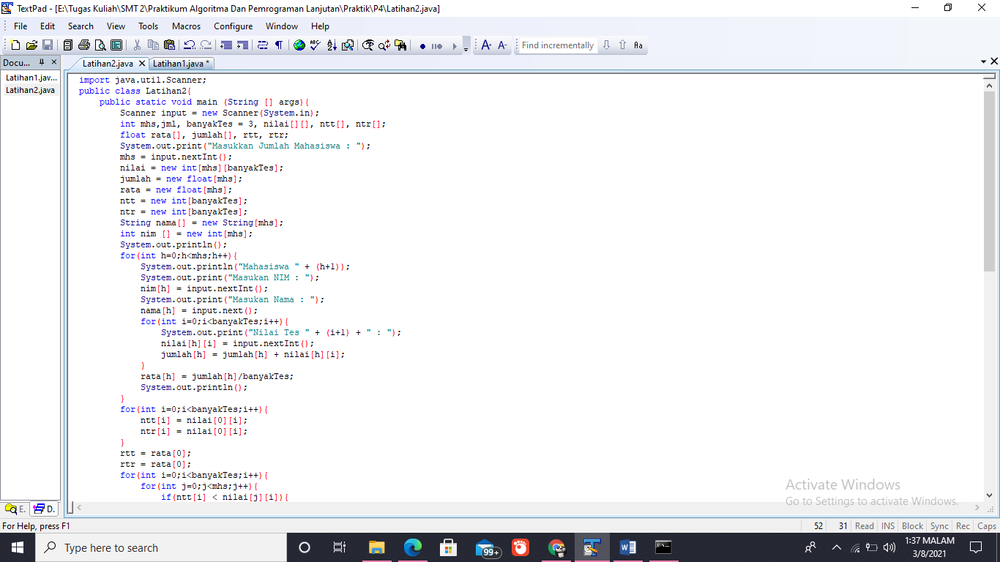 TextPad - [E:\Tugas Kuliah\SMT 2\Praktikum Algoritma Dan Pemrograman Lanjutan\Praktik\P4\Latihan2.java]
File Edit Search View Tools Macros Configure Window Help
Find incrementally
Aa
Docu...
Latihan2.java
Latihan1.java *
Latihan1.jav...
Latihan2.java
import java.util.Scanner;
public class Latihan2{
public static void main (String [] args){
Scanner input = new Scanner(System.in);
int mhs,jml, banyakTes = 3, nilai[][], ntt[], ntr[];
float rata[], jumlah[], rtt, rtr;
System.out.print("Masukkan Jumlah Mahasiswa : ");
mhs = input.nextInt();
nilai = new int[mhs][banyakTes];
jumlah = new float[mhs];
rata = new float[mhs];
ntt = new int[banyakTes];
ntr = new int[banyakTes];
String nama[] = new String[mhs];
int nim [] = new int[mhs];
System.out.println();
for(int h=0;h<mhs;h++){
System.out.println("Mahasiswa " + (h+1));
System.out.print("Masukan NIM : ");
nim[h] = input.nextInt();
System.out.print("Masukan Nama : ");
nama[h] = input.next();
for(int i=0;i<banyakTes;i++){
System.out.print("Nilai Tes " + (i+1) + " : ");
nilai[h][i] = input.nextInt();
jumlah[h] = jumlah[h] + nilai[h][i];
}
rata[h] = jumlah[h]/banyakTes;
System.out.println();
}
for(int i=0;i<banyakTes;i++){
ntt[i] = nilai[0][i];
ntr[i] = nilai[0][i];
}
rtt = rata[0];
rtr = rata[0];
for(int i=0;i<banyakTes;i++){
for(int j=0;j<mhs;j++){
if(ntt[i] < nilai[j][i]){
Activate Windows
Go to Settings to activate Windows.
E. D.
For Help, press F1
52 31 Read INS Block Sync Rec Caps
Type here to search
99+
1:37 MALAM
3/8/2021